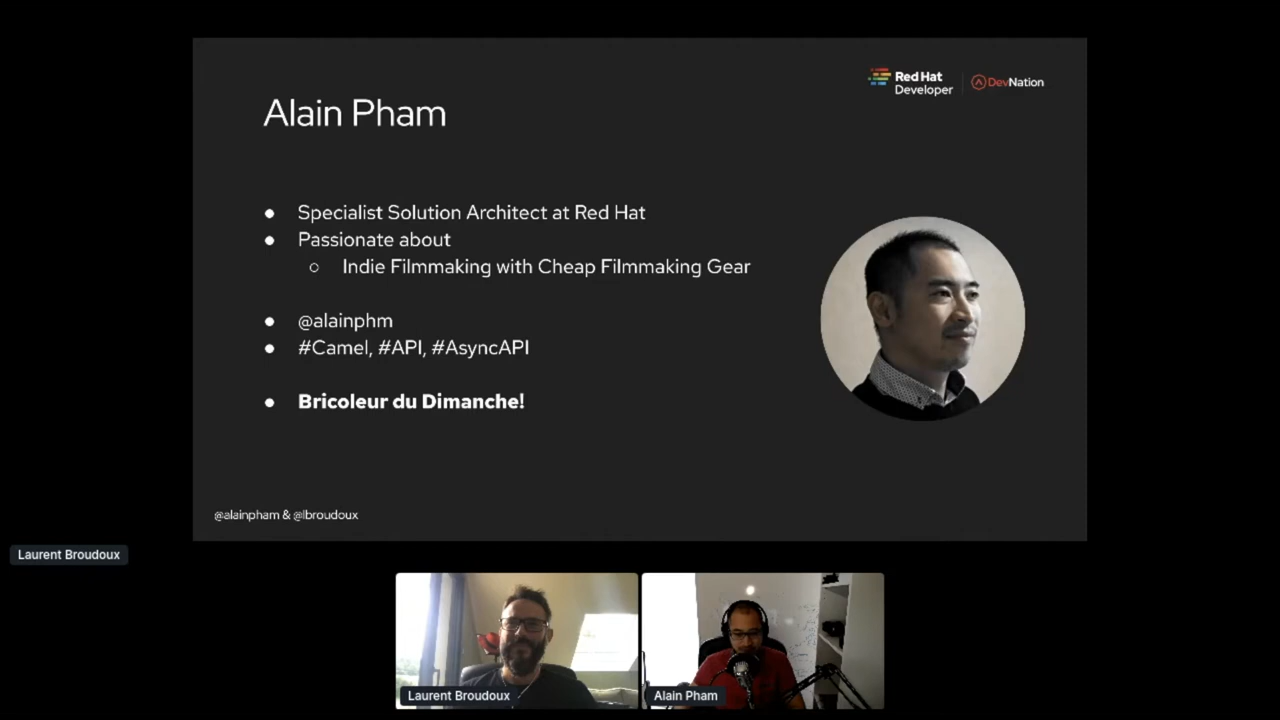 Red Hat
Developer
DevNation
Alain Pham
Specialist Solution Architect at Red Hat
Passionate about
Indie Filmmaking with Cheap Filmmaking Gear
@alainphm
#Camel, #API, #AsyncAPI
Bricoleur du Dimanche!
@alainpham & @lbroudoux
Laurent Broudoux
Laurent Broudoux
Alain Pham